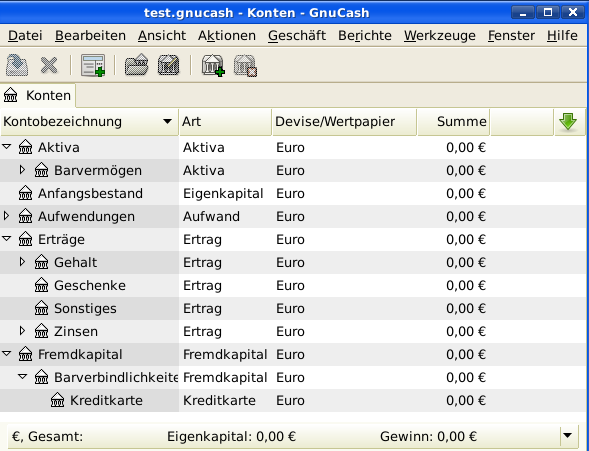 test.gnucash - Konten - GnuCash
Datei Bearbeiten Ansicht Aktionen Geschäft Berichte Werkzeuge Fenster Hilfe
Konten
Kontobezeichnung Art Devise/Wertpapier Summe
Aktiva Aktiva Euro 0,00 €
Barvermögen Aktiva Euro 0,00 €
Anfangsbestand Eigenkapital Euro 0,00 €
Aufwendungen Aufwand Euro 0,00 €
Erträge Ertrag Euro 0,00 €
Gehalt Ertrag Euro 0,00 €
Geschenke Ertrag Euro 0,00 €
Sonstiges Ertrag Euro 0,00 €
Zinsen Ertrag Euro 0,00 €
Fremdkapital Fremdkapital Euro 0,00 €
Barverbindlichkeite Fremdkapital Euro 0,00 €
Kreditkarte Kreditkarte Euro 0,00 €
€, Gesamt: Eigenkapital: 0,00 € Gewinn: 0,00 €